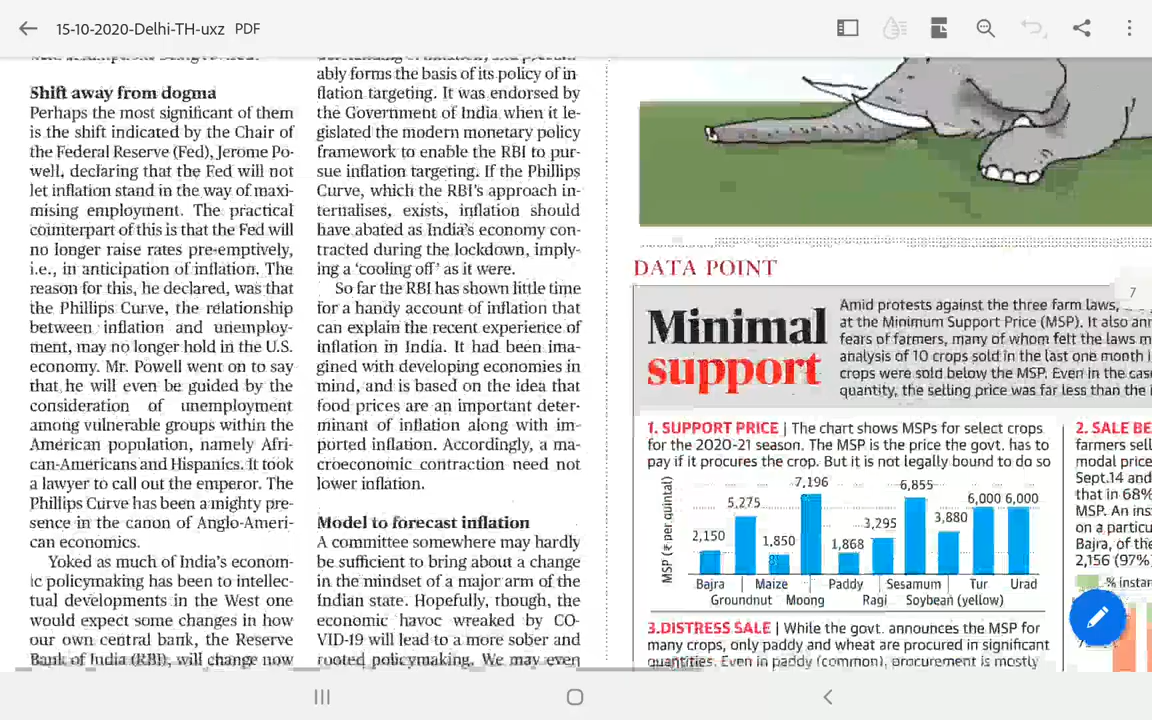 15-10-2020-Delhi-TH-uxz PDF
Shift away from dogma
Perhaps the most significant of them
is the shift indicated by the Chair of
the Federal Reserve (Fed), Jerome Po-
well, declaring that the Fed will not
let inflation stand in the way of maxi-
mising employment. The practical
counterpart of this is that the Fed will
no longer raise rates pre-emptively,
i.e., in anticipation of inflation. The
reason for this, he declared, was that
the Phillips Curve, the relationship
between inflation and unemploy-
ment, may no longer hold in the U.S.
economy. Mr. Powell went on to say
that he will even be guided by the
consideration of unemployment
among vulnerable groups within the
American population, namely Afri-
can-Americans and Hispanics. It took
a lawyer to call out the emperor. The
Phillips Curve has been a mighty pre-
sence in the canon of Anglo-Ameri-
can economics.
Yoked as much of India's econom-
ic policymaking has been to intellec-
tual developments in the West one
would expect some changes in how
our own central bank, the Reserve
Bank of India (RBI), will change now
ably forms the basis of its policy of in-
flation targeting. It was endorsed by
the Government of India when it le-
gislated the modern monetary policy
framework to enable the RBI to pur-
sue inflation targeting. If the Phillips
Curve, which the RBI's approach in-
ternalises, exists, inflation should
have abated as India's economy con-
tracted during the lockdown, imply-
ing a 'cooling off' as it were.
So far the RBI has shown little time
for a handy account of inflation that
can explain the recent experience of
inflation in India. It had been ima-
gined with developing economies in
mind, and is based on the idea that
food prices are an important deter-
minant of inflation along with im-
ported inflation. Accordingly, a ma-
croeconomic contraction need not
lower inflation.
Model to forecast inflation
A committee somewhere may hardly
be sufficient to bring about a change
in the mindset of a major arm of the
Indian state. Hopefully, though, the
economic havoc wreaked by CO-
VID-19 will lead to a more sober and
rooted policymaking. We may even
DATA POINT
7
Minimal
support
Amid protests against the three farm laws,
at the Minimum Support Price (MSP). It also
fears of farmers, many of whom felt the laws
analysis of 10 crops sold in the last one month
crops were sold below the MSP. Even in the
quantity, the selling price was far less than the
1. SUPPORT PRICE | The chart shows MSPs for select crops
for the 2020-21 season. The MSP is the price the govt. has to
pay if it procures the crop. But it is not legally bound to do so
MSP (₹ per quintal)
2,150 5,275 1,850 7,196 1,868 3,295 6,855 3,880 6,000 6,000
Bajra Maize Paddy Sesamum Tur Urad
Groundnut Moong Ragi Soybean (yellow)
3.DISTRESS SALE | While the govt. announces the MSP for
many crops, only paddy and wheat are procured in significant
quantities. Even in paddy (common), procurement is mostly
2. SALE
farmers
modal price
Sept.14 and
that in 68%
MSP. An
on a
Bajra, of the
2,156 (97%)
%